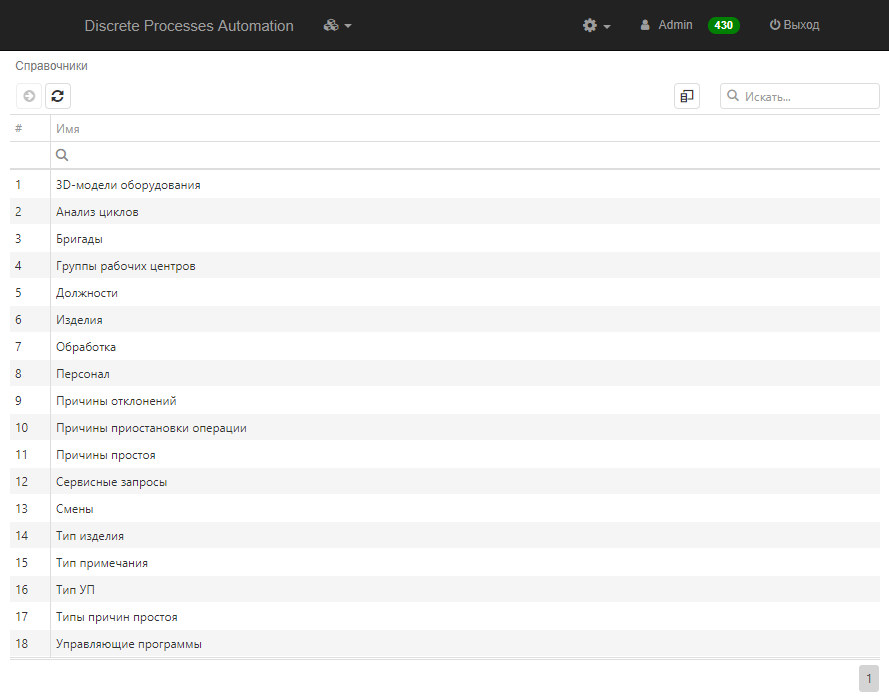 Discrete Processes Automation Admin 430 Выход
Справочники
Искать...
# Имя
1 3D-модели оборудования
2 Анализ циклов
3 Бригады
4 Группы рабочих центров
5 Должности
6 Изделия
7 Обработка
8 Персонал
9 Причины отклонений
10 Причины приостановки операции
11 Причины простоя
12 Сервисные запросы
13 Смены
14 Тип изделия
15 Тип примечания
16 Тип УП
17 Типы причин простоя
18 Управляющие программы
1